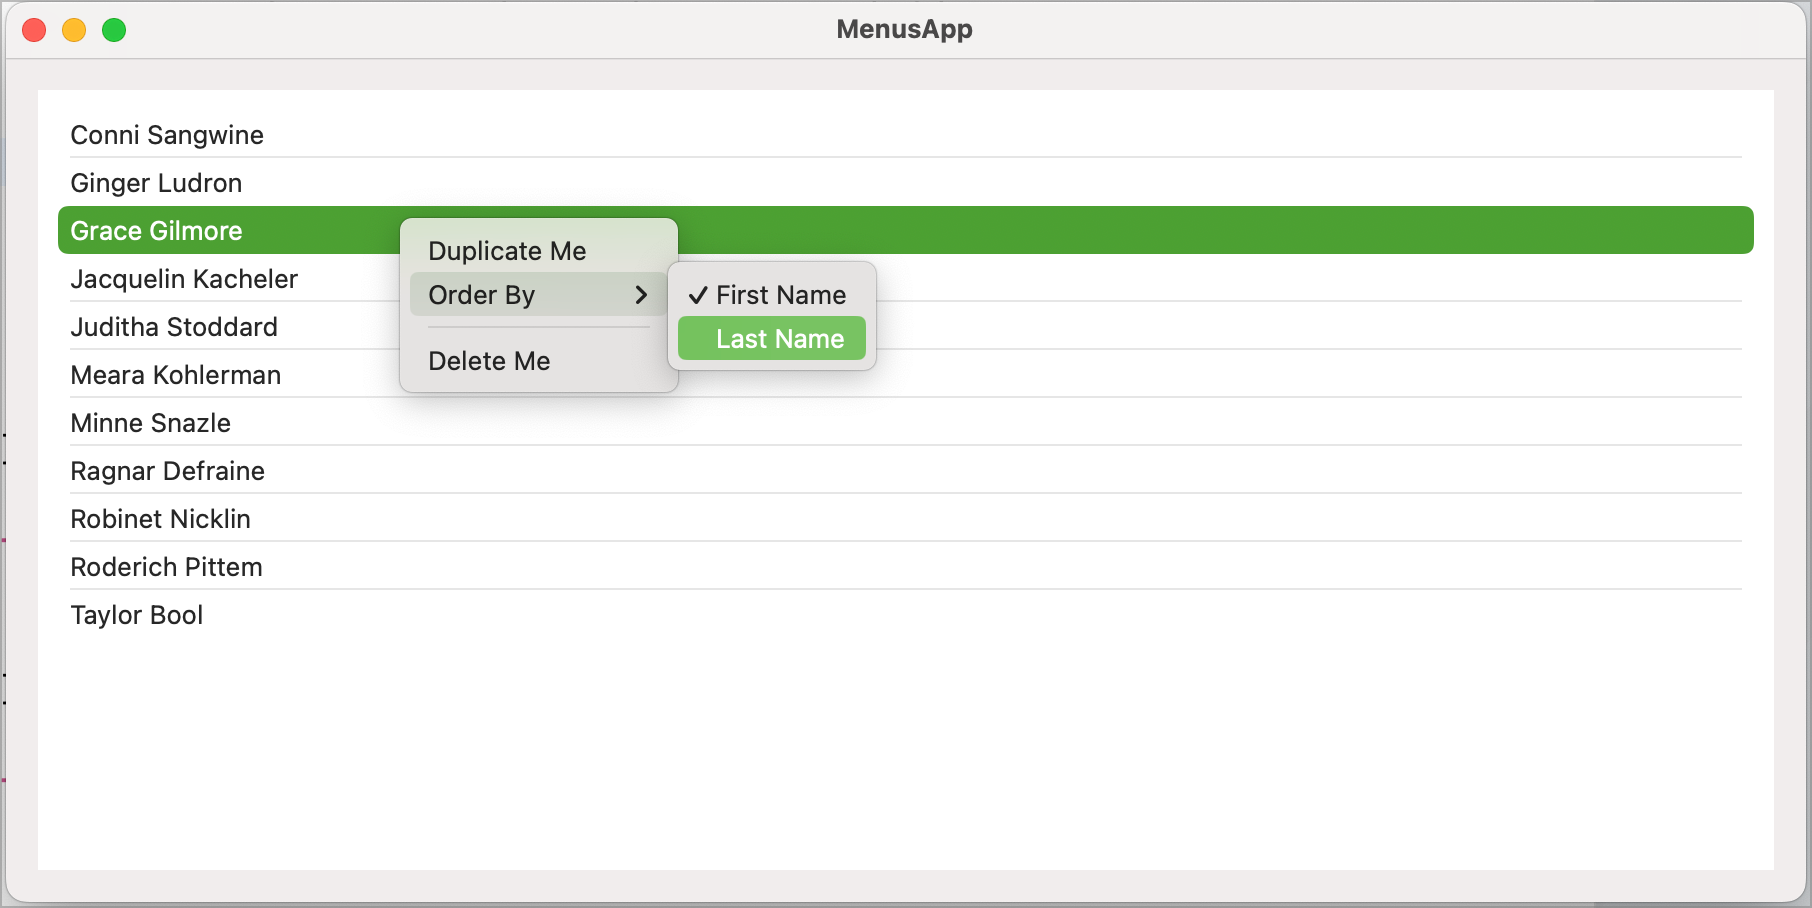 MenusApp
Conni Sangwine
Ginger Ludron
Grace Gilmore
Jacquelin Kacheler
Juditha Stoddard
Meara Kohlerman
Minne Snazle
Ragnar Defraine
Robinet Nicklin
Roderich Pittem
Taylor Bool
Duplicate Me
Order By
Delete Me
First Name
Last Name